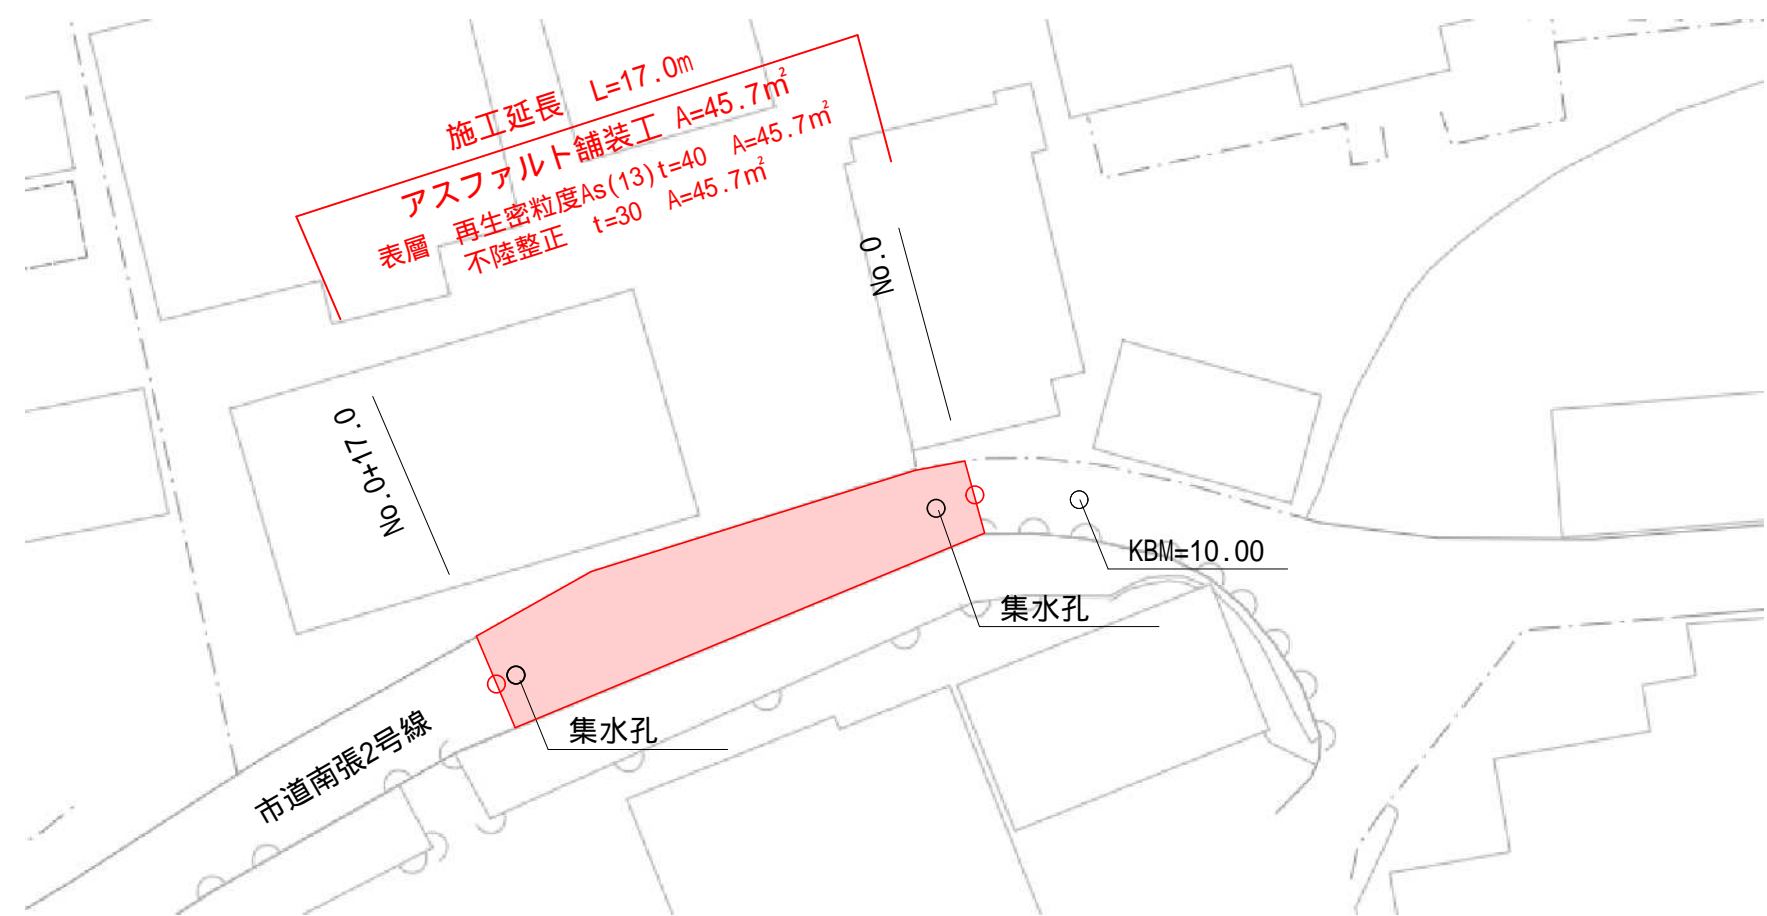 施工延長 L=17.0m
アスファルト舗装工 A=45.7㎡
表層 再生密粒度As(13)t=40 A=45.7㎡
不陸整正 t=30 A=45.7㎡
No.0
No.0+17.0
KBM=10.00
集水孔
集水孔
市道南張2号線